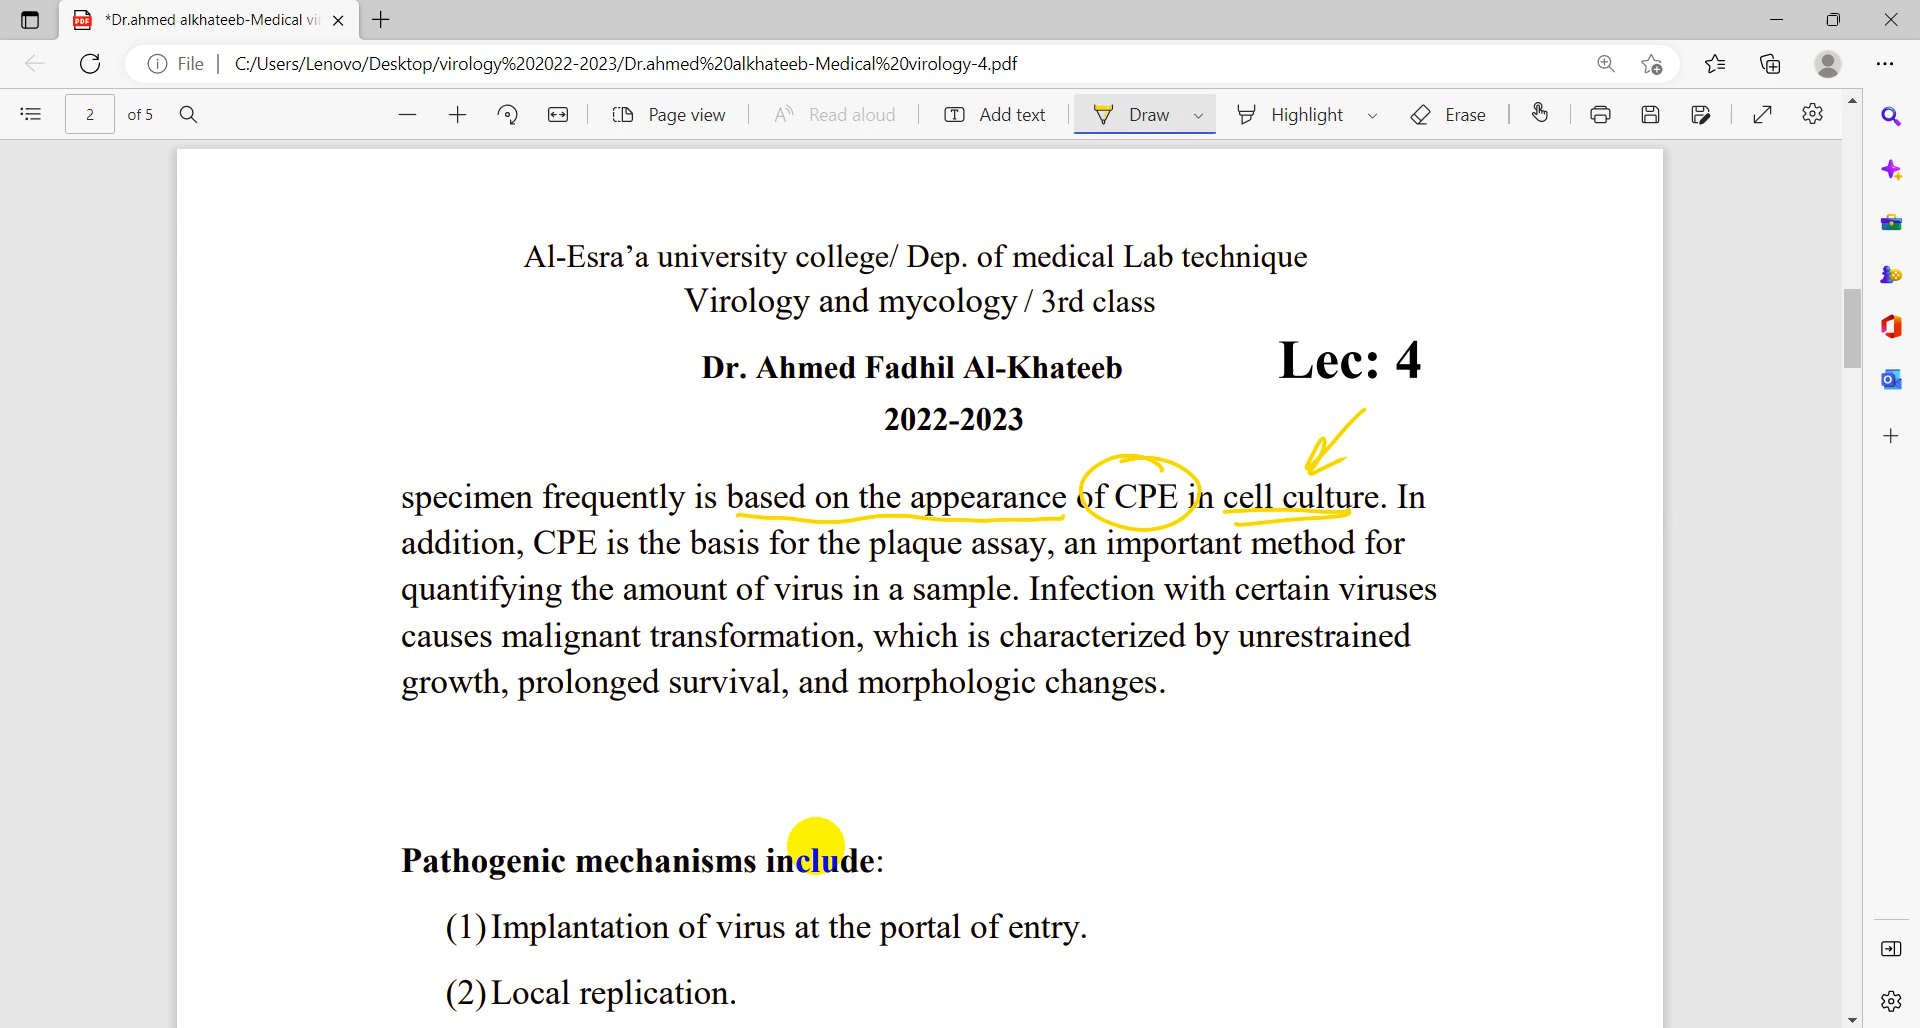 *Dr.ahmed alkhateeb-Medical vi
File | C:/Users/Lenovo/Desktop/virology%202022-2023/Dr.ahmed%20alkhateeb-Medical%20virology-4.pdf
2 of 5 Page view Read aloud Add text Draw Highlight Erase
Al-Esra’a university college/ Dep. of medical Lab technique
Virology and mycology / 3rd class
Dr. Ahmed Fadhil Al-Khateeb
Lec: 4
2022-2023
specimen frequently is based on the appearance of CPE in cell culture. In
addition, CPE is the basis for the plaque assay, an important method for
quantifying the amount of virus in a sample. Infection with certain viruses
causes malignant transformation, which is characterized by unrestrained
growth, prolonged survival, and morphologic changes.
Pathogenic mechanisms include:
(1)Implantation of virus at the portal of entry.
(2)Local replication.